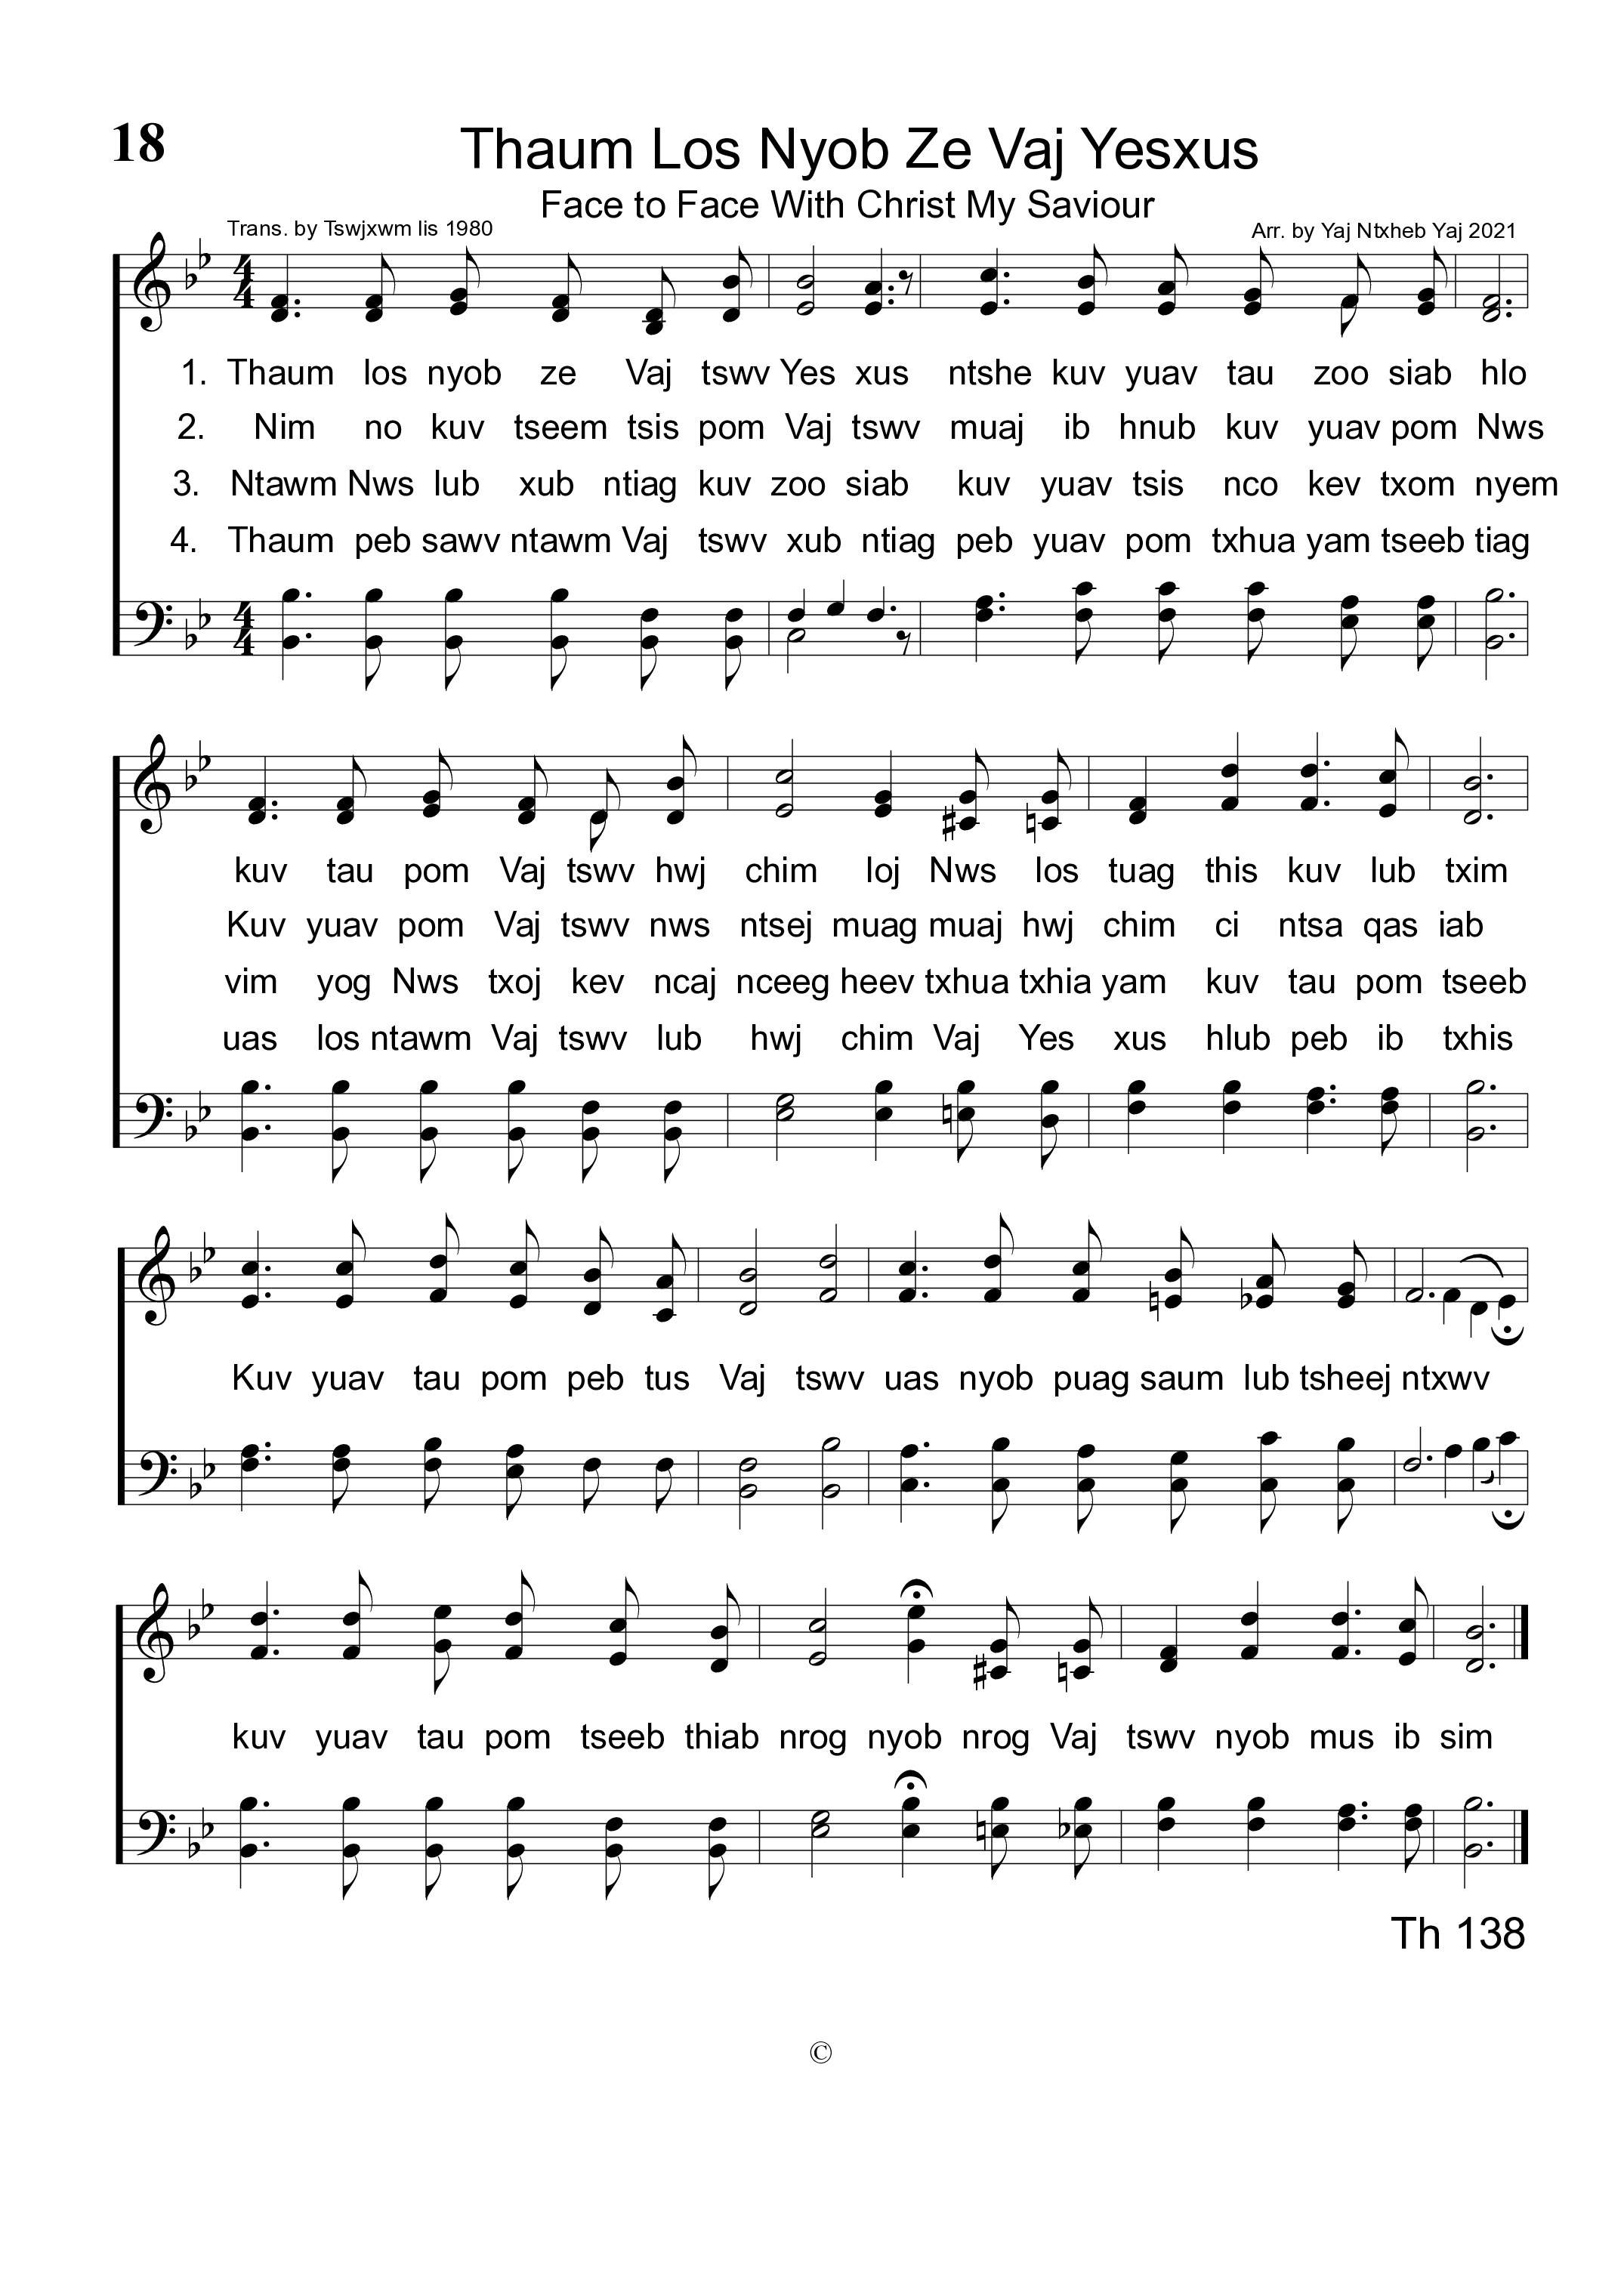 18
Thaum Los Nyob Ze Vaj Yesxus
Face to Face With Christ My Saviour
Trans. by Tswjxwm lis 1980
Arr. by Yaj Ntxheb Yaj 2021
1. Thaum los nyob ze Vaj tswv Yes xus ntshe kuv yuav tau zoo siab hlo
2. Nim no kuv tseem tsis pom Vaj tswv muaj ib hnub kuv yuav pom Nws
3. Ntawm Nws lub xub ntiag kuv zoo siab kuv yuav tsis nco kev txom nyem
4. Thaum peb sawv ntawm Vaj tswv xub ntiag peb yuav pom txhua yam tseeb tiag
kuv tau pom Vaj tswv hwj chim loj Nws los tuag this kuv lub txim
Kuv yuav pom Vaj tswv nws ntsej muag muaj hwj chim ci ntsa qas iab
vim yog Nws txoj kev ncaj nceeg heev txhua txhia yam kuv tau pom tseeb
uas los ntawm Vaj tswv lub hwj chim Vaj Yes xus hlub peb ib txhis
Kuv yuav tau pom peb tus Vaj tswv uas nyob puag saum lub tsheej ntxwv
kuv yuav tau pom tseeb thiab nrog nyob nrog Vaj tswv nyob mus ib sim
Th 138
©